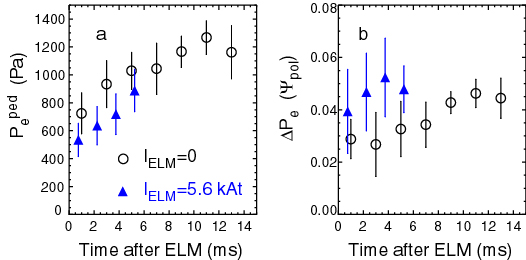 a
1400
1200
1000
800
600
400
200
0
P_e^ped (Pa)
I_ELM=0
I_ELM=5.6 kAt
0 2 4 6 8 10 12 14
Time after ELM (ms)
b
0.08
0.06
0.04
0.02
0.00
ΔP_e (Ψ_pol)
0 2 4 6 8 10 12 14
Time after ELM (ms)